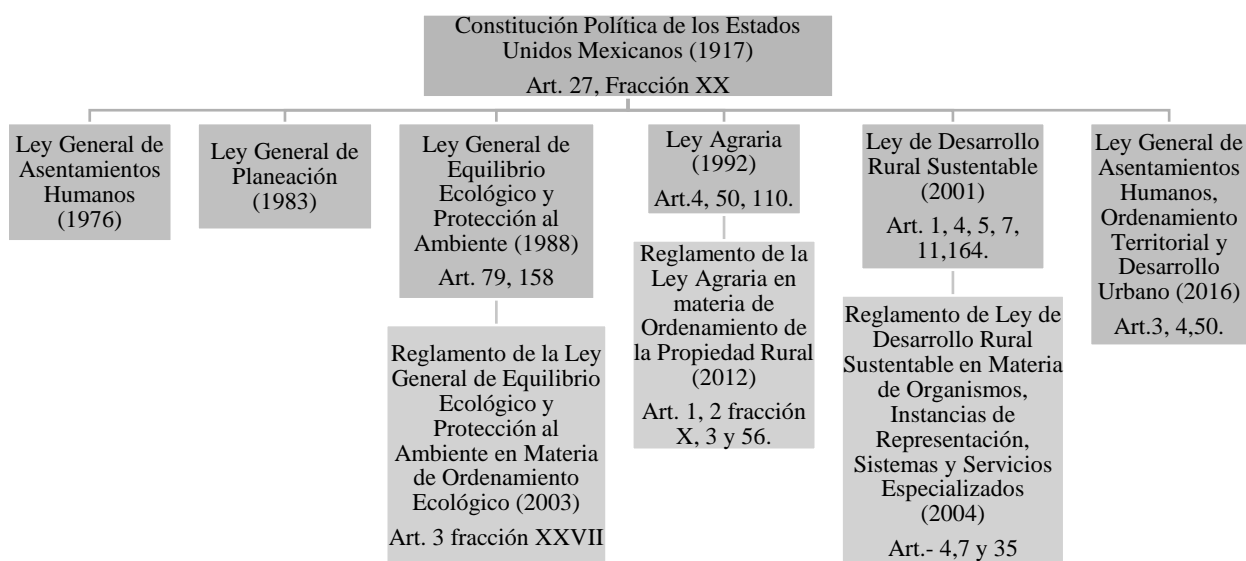 Constitución Política de los Estados
Unidos Mexicanos (1917)
Art. 27, Fracción XX
Ley General de
Asentamientos
Humanos
(1976)
Ley General de
Planeación
(1983)
Ley General de
Equilibrio
Ecológico y
Protección al
Ambiente (1988)
Art. 79, 158
Reglamento de la Ley
General de Equilibrio
Ecológico y
Protección al
Ambiente en Materia
de Ordenamiento
Ecológico (2003)
Art. 3 fracción XXVII
Ley Agraria
(1992)
Art.4, 50, 110.
Reglamento de la
Ley Agraria en
materia de
Ordenamiento de
la Propiedad Rural
(2012)
Art. 1, 2 fracción
X, 3 y 56.
Ley de Desarrollo
Rural Sustentable
(2001)
Art. 1, 4, 5, 7,
11,164.
Reglamento de Ley de
Desarrollo Rural
Sustentable en Materia
de Organismos,
Instancias de
Representación,
Sistemas y Servicios
Especializados
(2004)
Art.- 4,7 y 35
Ley General de
Asentamientos
Humanos,
Ordenamiento
Territorial y
Desarrollo
Urbano (2016)
Art.3, 4,50.